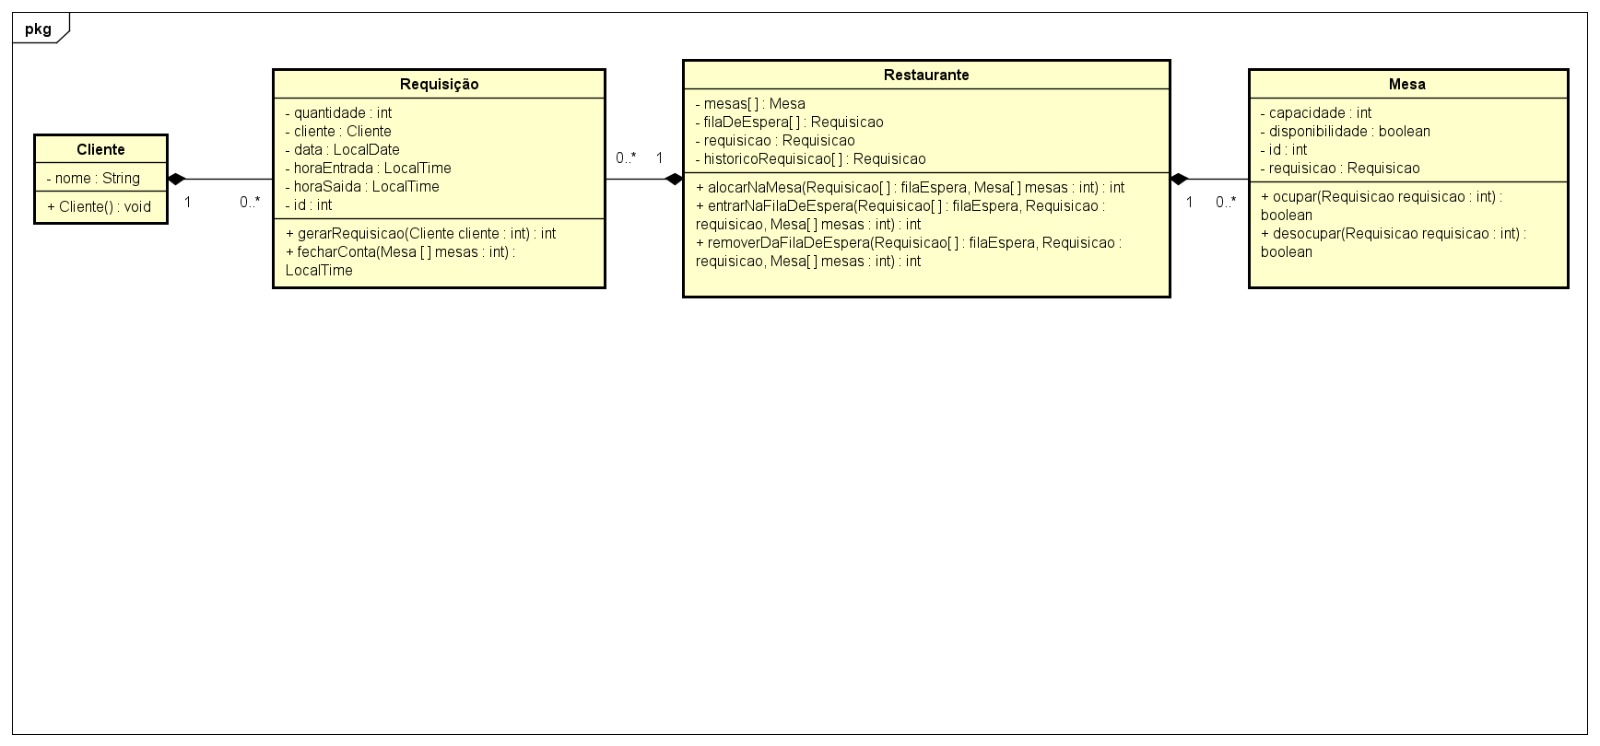 pkg
Cliente
- nome : String
+ Cliente() : void
1
0..*
Requisição
- quantidade : int
- cliente : Cliente
- data : LocalDate
- horaEntrada : LocalTime
- horaSaida : LocalTime
- id : int
+ gerarRequisicao(Cliente cliente : int) : int
+ fecharConta(Mesa [ ] mesas : int) :
LocalTime
0..*
1
Restaurante
- mesas[ ] : Mesa
- filaDeEspera[ ] : Requisicao
- requisicao : Requisicao
- historicoRequisicao[ ] : Requisicao
+ alocarNaMesa(Requisicao[ ] : filaEspera, Mesa[ ] mesas : int) : int
+ entrarNaFilaDeEspera(Requisicao[ ] : filaEspera, Requisicao :
requisicao, Mesa[ ] mesas : int) : int
+ removerDaFilaDeEspera(Requisicao[ ] : filaEspera, Requisicao :
requisicao, Mesa[ ] mesas : int) : int
1
0..*
Mesa
- capacidade : int
- disponibilidade : boolean
- id : int
- requisicao : Requisicao
+ ocupar(Requisicao requisicao : int) :
boolean
+ desocupar(Requisicao requisicao : int) :
boolean